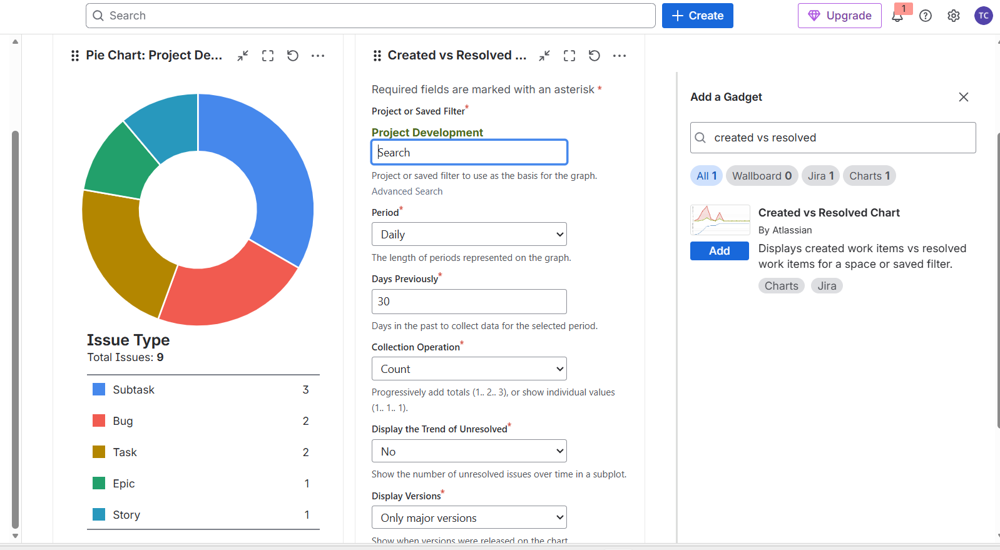 Search
Create
Upgrade
1
TC
Pie Chart: Project De...
Issue Type
Total Issues: 9
Subtask 3
Bug 2
Task 2
Epic 1
Story 1
Created vs Resolved ...
Required fields are marked with an asterisk *
Project or Saved Filter*
Project Development
Search
Project or saved filter to use as the basis for the graph.
Advanced Search
Period*
Daily
The length of periods represented on the graph.
Days Previously*
30
Days in the past to collect data for the selected period.
Collection Operation*
Count
Progressively add totals (1.. 2.. 3), or show individual values
(1.. 1.. 1).
Display the Trend of Unresolved*
No
Show the number of unresolved issues over time in a subplot.
Display Versions*
Only major versions
Show when versions were released on the chart
Add a Gadget
created vs resolved
All 1 Wallboard 0 Jira 1 Charts 1
Created vs Resolved Chart
By Atlassian
Add
Displays created work items vs resolved
work items for a space or saved filter.
Charts Jira